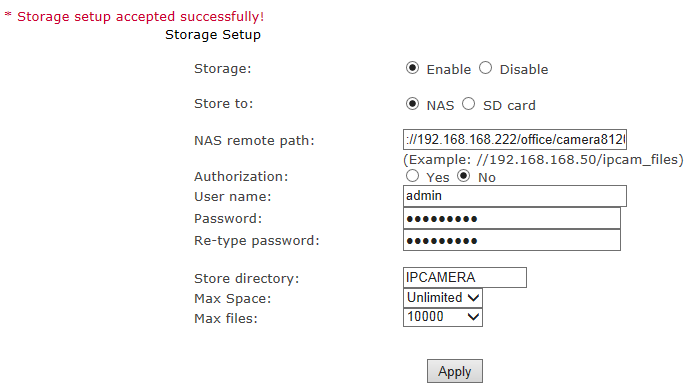 * Storage setup accepted successfully!
Storage Setup
Storage: Enable Disable
Store to: NAS SD card
NAS remote path: ://192.168.168.222/office/camera812
(Example: //192.168.168.50/ipcam_files)
Authorization: Yes No
User name: admin
Password: ●●●●●●●●●
Re-type password: ●●●●●●●●●
Store directory: IPCAMERA
Max Space: Unlimited
Max files: 10000
Apply